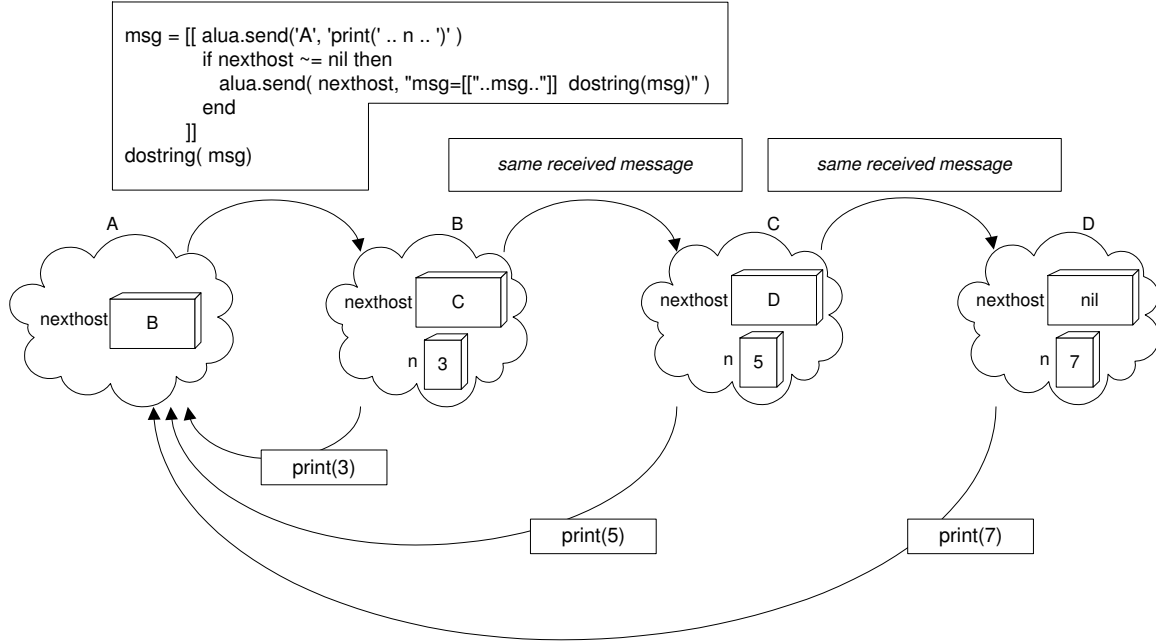 msg = [[ alua.send('A', 'print(' .. n .. ')' )
if nexthost ~= nil then
alua.send( nexthost, "msg=[["..msg.."]]  dostring(msg)" )
end
]]
dostring( msg)
same received message
same received message
A
B
C
D
nexthost
B
nexthost
C
n
3
nexthost
D
n
5
nexthost
nil
n
7
print(3)
print(5)
print(7)